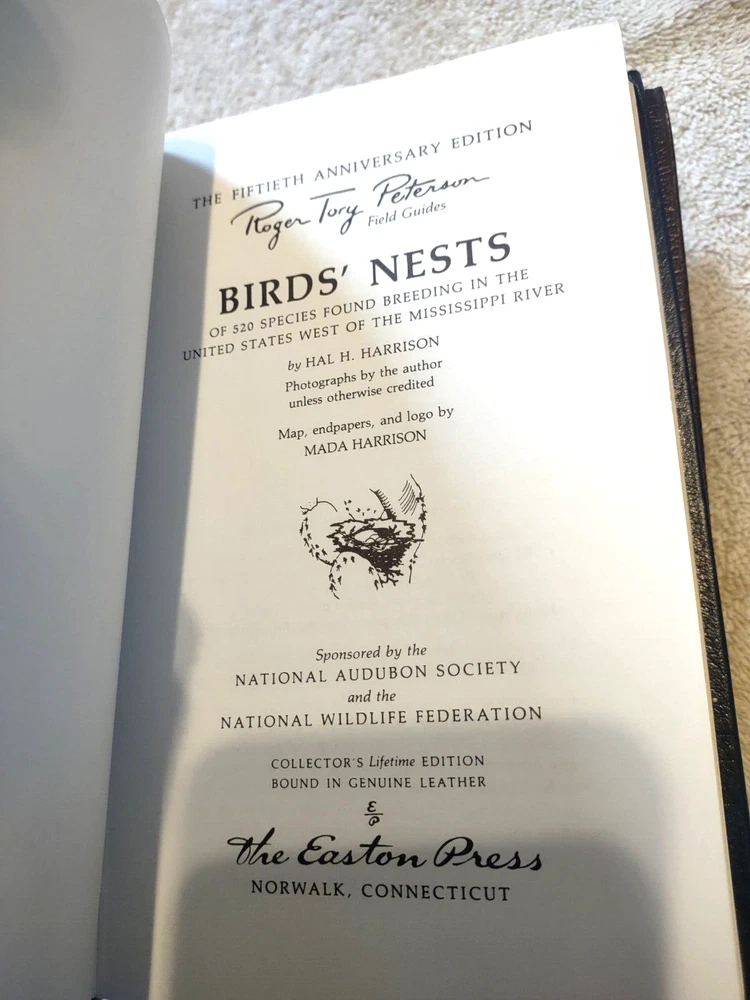 THE FIFTIETH ANNIVERSARY EDITION
Roger Tory Peterson
Field Guides
BIRDS' NESTS
OF 520 SPECIES FOUND BREEDING IN THE
UNITED STATES WEST OF THE MISSISSIPPI RIVER
by HAL H. HARRISON
Photographs by the author
unless otherwise credited
Map, endpapers, and logo by
MADA HARRISON
Sponsored by the
NATIONAL AUDUBON SOCIETY
and the
NATIONAL WILDLIFE FEDERATION
COLLECTOR'S Lifetime EDITION
BOUND IN GENUINE LEATHER
E
P
The Easton Press
NORWALK, CONNECTICUT